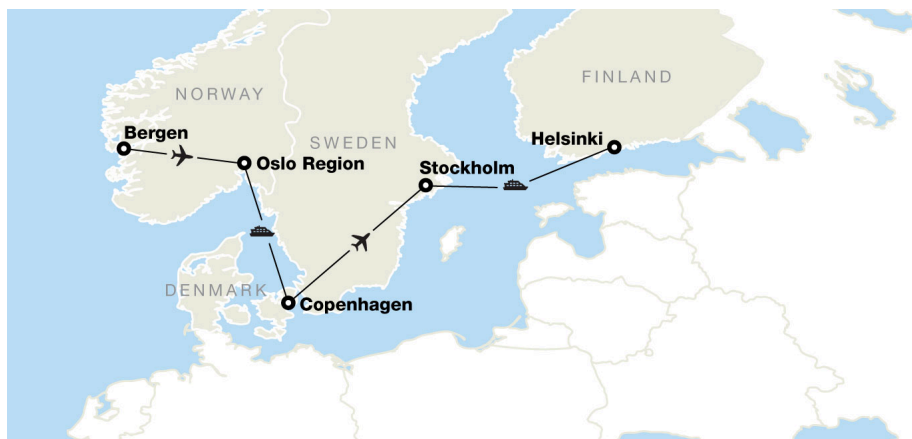 FINLAND
NORWAY
Bergen
SWEDEN
Helsinki
Oslo Region
Stockholm
DENMARK
Copenhagen